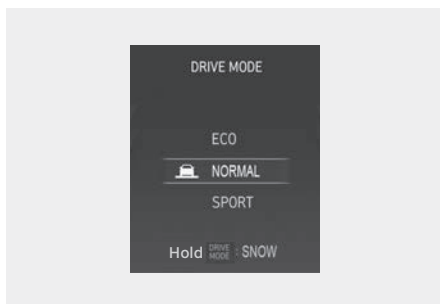 DRIVE MODE
ECO
NORMAL
SPORT
Hold DRIVE MODE : SNOW